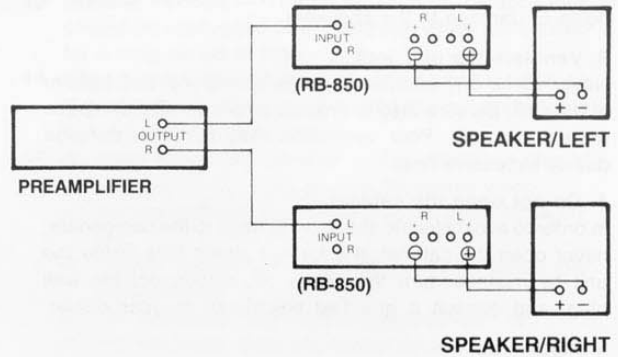 L
INPUT
R
R L
− +
(RB-850)
SPEAKER/LEFT
L
OUTPUT
R
PREAMPLIFIER
L
INPUT
R
R L
− +
(RB-850)
+ −
SPEAKER/RIGHT